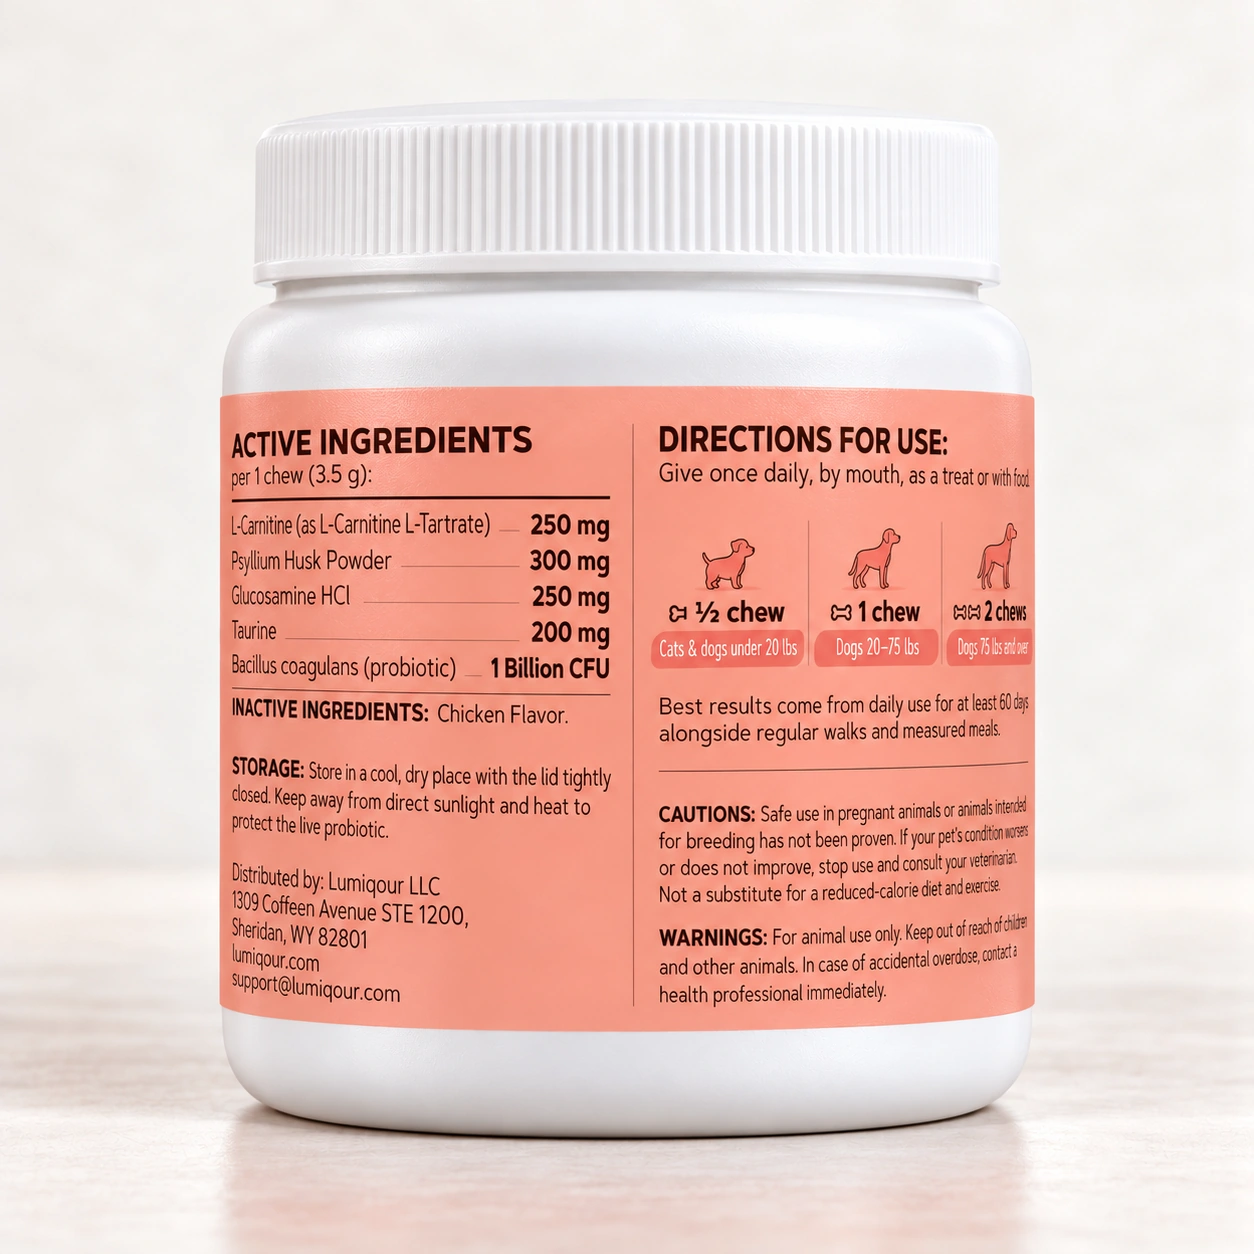 ACTIVE INGREDIENTS
per 1 chew (3.5 g):
L-Carnitine (as L-Carnitine L-Tartrate) 250 mg
Psyllium Husk Powder 300 mg
Glucosamine HCl 250 mg
Taurine 200 mg
Bacillus coagulans (probiotic) 1 Billion CFU
INACTIVE INGREDIENTS: Chicken Flavor.
STORAGE: Store in a cool, dry place with the lid tightly
closed. Keep away from direct sunlight and heat to
protect the live probiotic.
Distributed by: Lumiqour LLC
1309 Coffeen Avenue STE 1200,
Sheridan, WY 82801
lumiqour.com
support@lumiqour.com
DIRECTIONS FOR USE:
Give once daily, by mouth, as a treat or with food.
½ chew
Cats & dogs under 20 lbs
1 chew
Dogs 20–75 lbs
2 chews
Dogs 75 lbs and over
Best results come from daily use for at least 60 days
alongside regular walks and measured meals.
CAUTIONS: Safe use in pregnant animals or animals intended
for breeding has not been proven. If your pet's condition worsens
or does not improve, stop use and consult your veterinarian.
Not a substitute for a reduced-calorie diet and exercise.
WARNINGS: For animal use only. Keep out of reach of children
and other animals. In case of accidental overdose, contact a
health professional immediately.